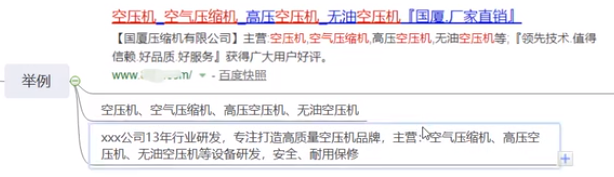 空压机_空气压缩机_高压空压机_无油空压机『国厦.厂家直销』
【国厦压缩机有限公司】主营:空压机,空气压缩机,高压空压机,无油空压机等;『领先技术.值得
信赖.好品质.好服务』获得广大用户好评。
www. .com/ - 百度快照
举例
空压机、空气压缩机、高压空压机、无油空压机
xxx公司13年行业研发，专注打造高质量空压机品牌，主营：空气压缩机、高压空
压机、无油空压机等设备研发，安全、耐用保修